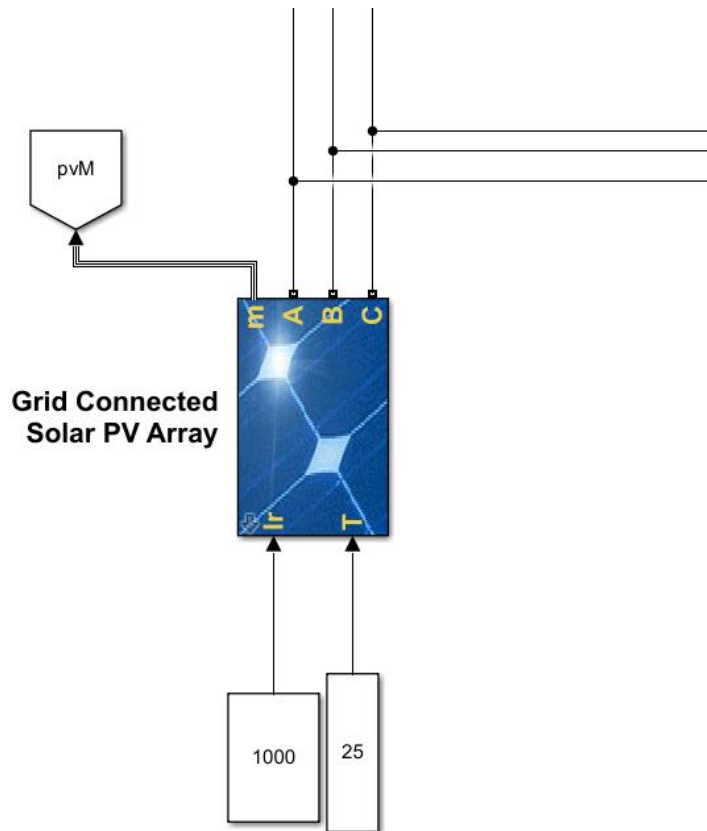 pvM
m
A
B
C
Grid Connected
Solar PV Array
Ir
T
1000
25